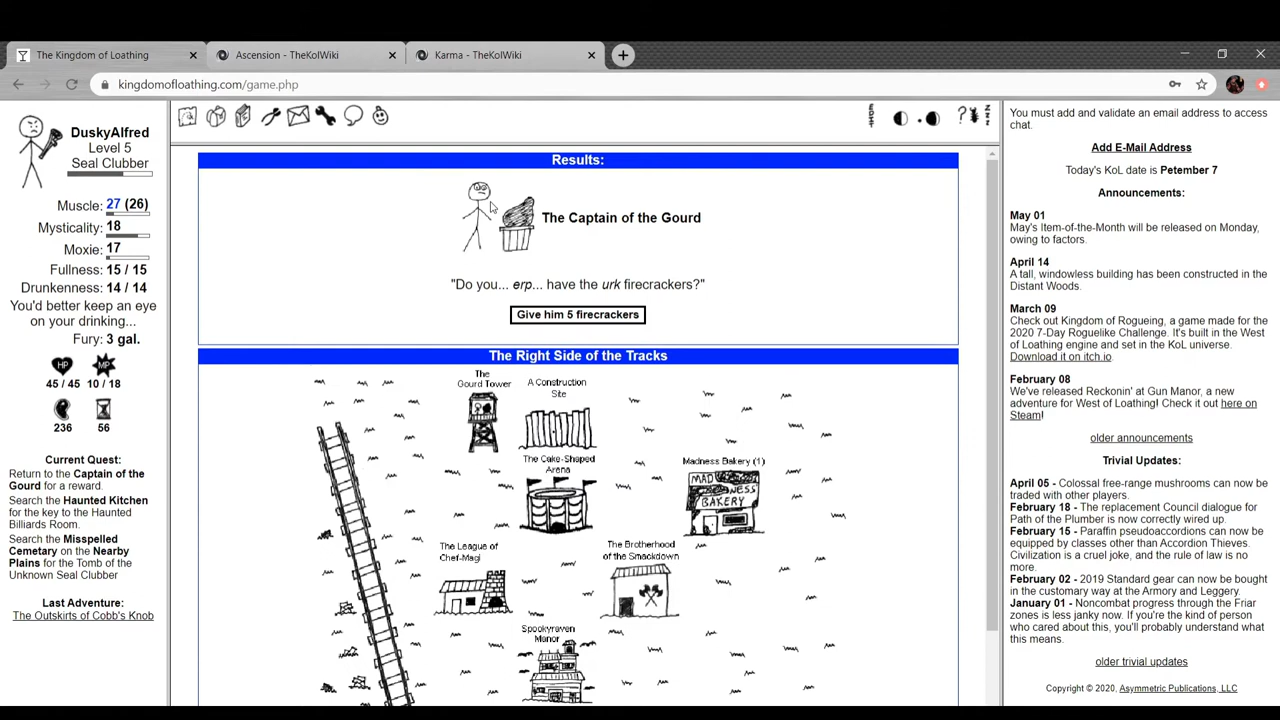 The Kingdom of Loathing
Ascension - TheKolWiki
Karma - TheKolWiki
kingdomofloathing.com/game.php
DuskyAlfred
Level 5
Seal Clubber
Muscle: 27 (26)
Mysticality: 18
Moxie: 17
Fullness: 15 / 15
Drunkenness: 14 / 14
You'd better keep an eye
on your drinking...
Fury: 3 gal.
HP
MP
45 / 45
10 / 18
236
56
Current Quest:
Return to the Captain of the
Gourd for a reward.
Search the Haunted Kitchen
for the key to the Haunted
Billiards Room.
Search the Misspelled
Cemetary on the Nearby
Plains for the Tomb of the
Unknown Seal Clubber
Last Adventure:
The Outskirts of Cobb's Knob
Results:
The Captain of the Gourd
"Do you... erp... have the urk firecrackers?"
Give him 5 firecrackers
The Right Side of the Tracks
The
Gourd Tower
A Construction
Site
The Cake-Shaped
Arena
Madness Bakery (1)
MAD
NESS
BAKERY
The League of
Chef-Magi
The Brotherhood
of the Smackdown
Spookyraven
Manor
You must add and validate an email address to access
chat.
Add E-Mail Address
Today's KoL date is Petember 7
Announcements:
May 01
May's Item-of-the-Month will be released on Monday,
owing to factors.
April 14
A tall, windowless building has been constructed in the
Distant Woods.
March 09
Check out Kingdom of Rogueing, a game made for the
2020 7-Day Roguelike Challenge. It's built in the West
of Loathing engine and set in the KoL universe.
Download it on itch.io.
February 08
We've released Reckonin' at Gun Manor, a new
adventure for West of Loathing! Check it out here on
Steam!
older announcements
Trivial Updates:
April 05 - Colossal free-range mushrooms can now be
traded with other players.
February 18 - The replacement Council dialogue for
Path of the Plumber is now correctly wired up.
February 15 - Paraffin pseudoaccordions can now be
equipped by classes other than Accordion Thieves.
Civilization is a cruel joke, and the rule of law is no
more.
February 02 - 2019 Standard gear can now be bought
in the customary way at the Armory and Leggery.
January 01 - Noncombat progress through the Friar
zones is less janky now. If you're the kind of person
who cared about this, you'll probably understand what
this means.
older trivial updates
Copyright © 2020, Asymmetric Publications, LLC